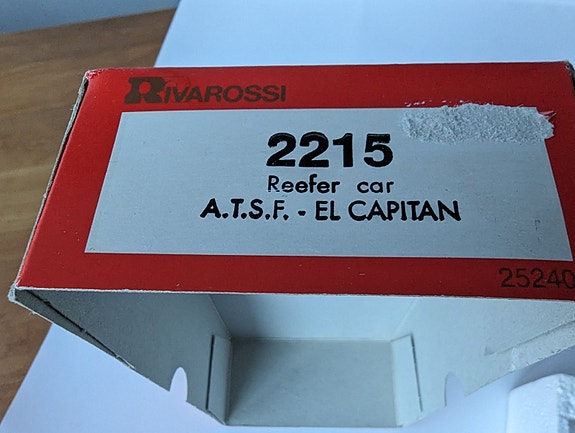 RIVAROSSI
2215
Reefer car
A.T.S.F. - EL CAPITAN
25240